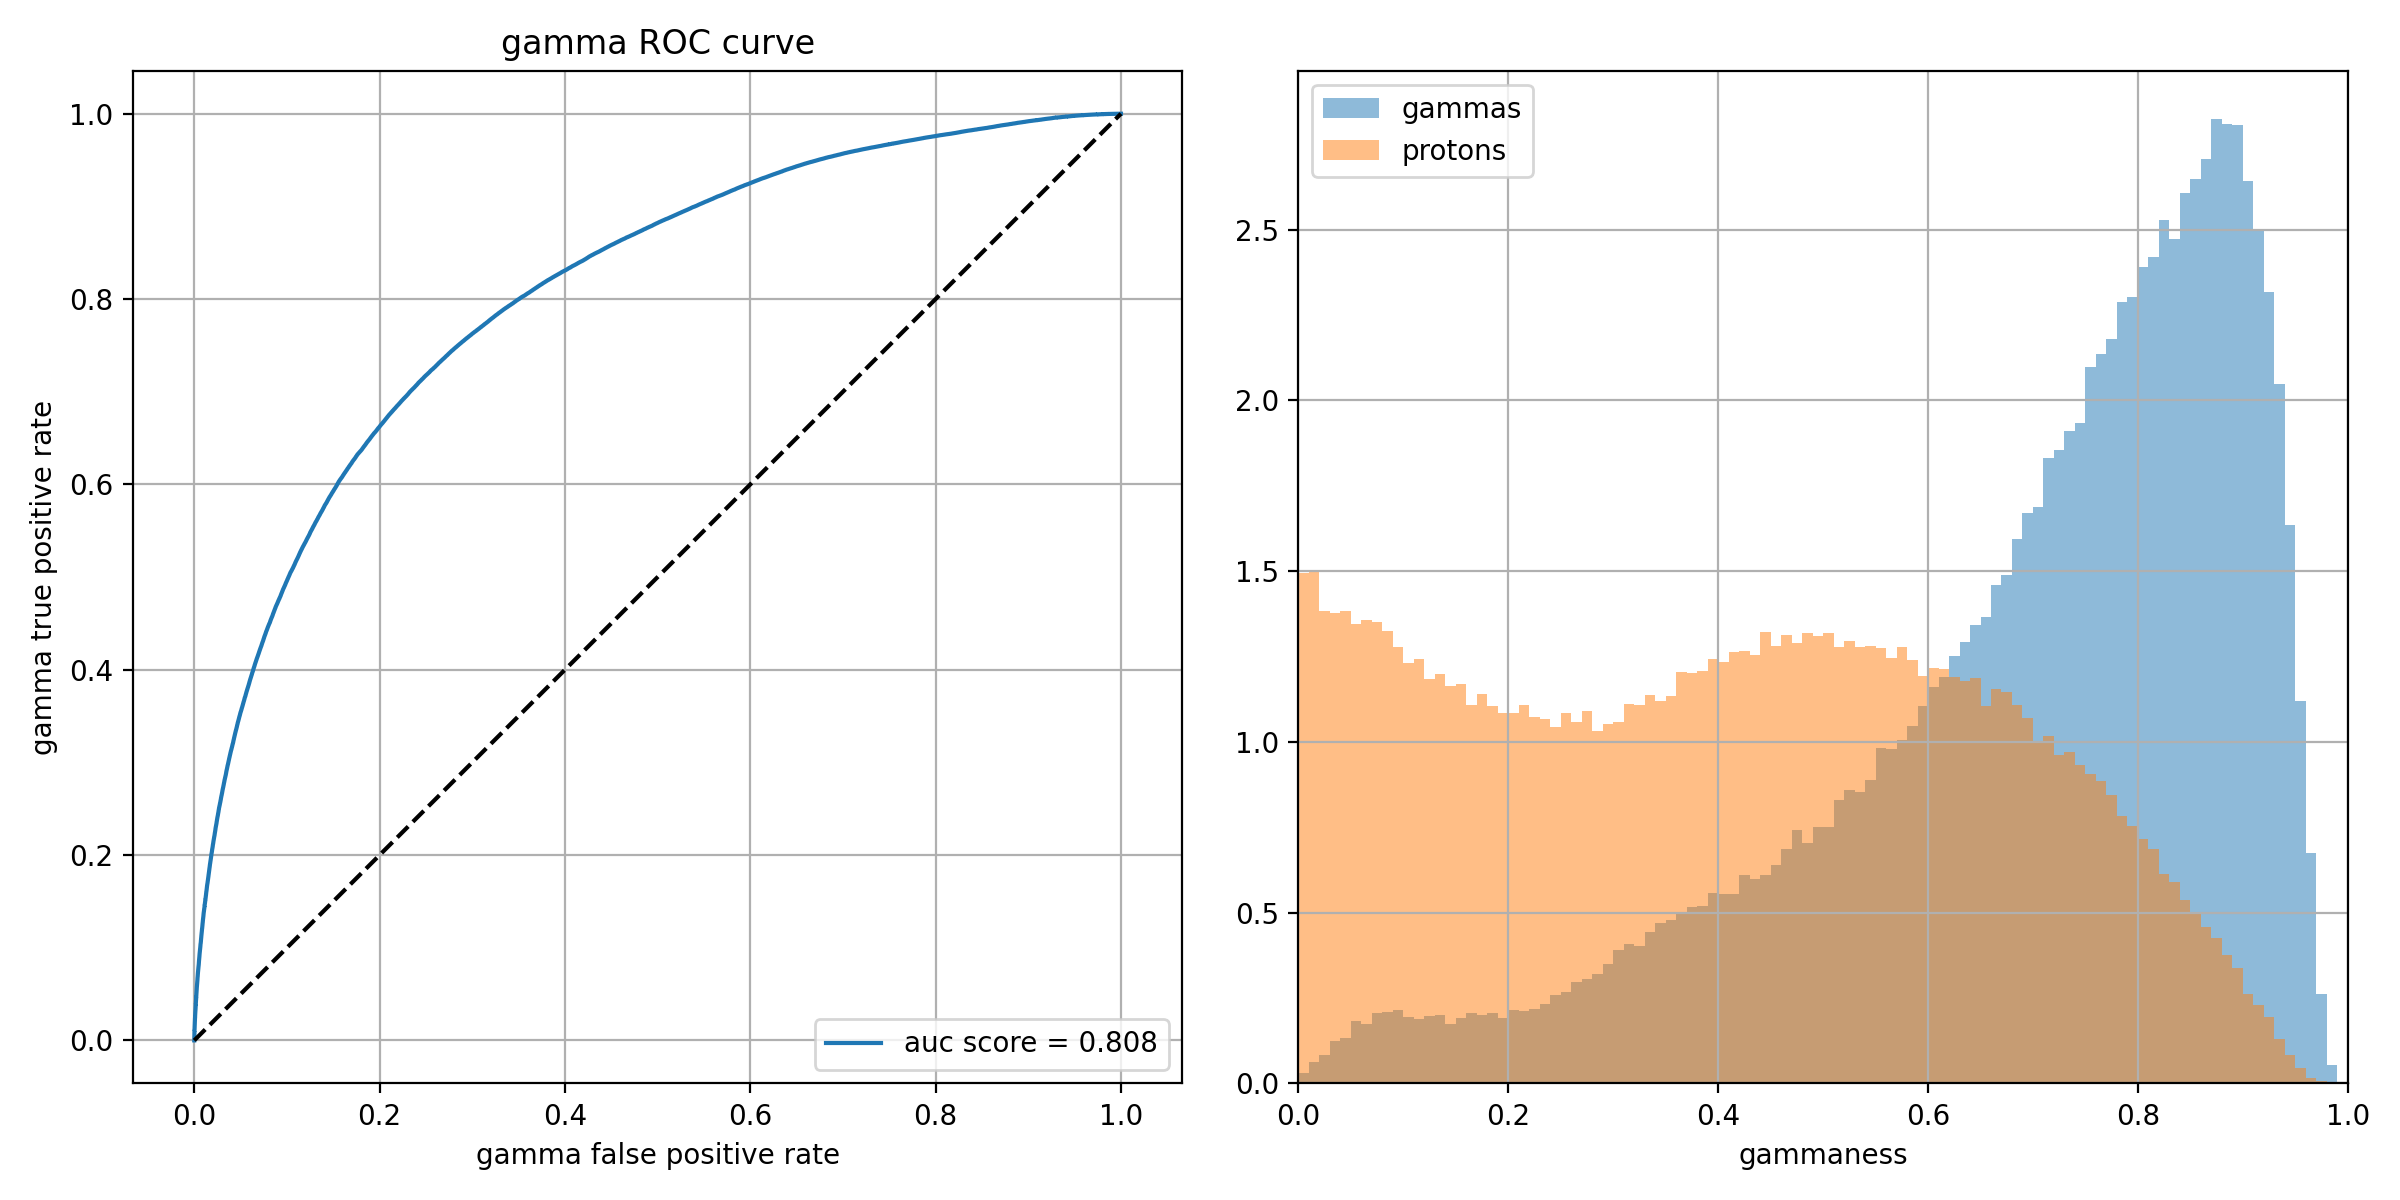 gamma ROC curve
gamma true positive rate
1.0
0.8
0.6
0.4
0.2
0.0
auc score = 0.808
0.0 0.2 0.4 0.6 0.8 1.0
gamma false positive rate
gammas
protons
2.5
2.0
1.5
1.0
0.5
0.0
0.0 0.2 0.4 0.6 0.8 1.0
gammaness